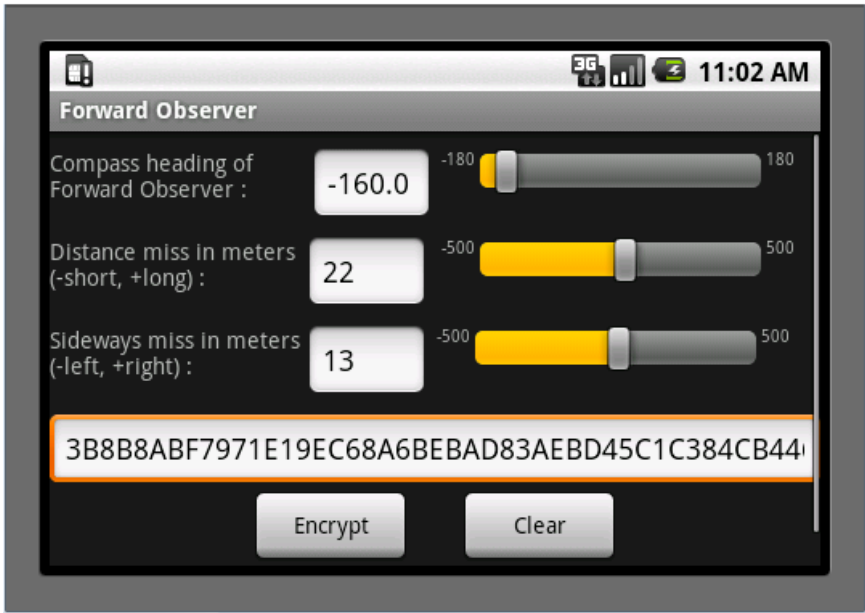 3G 11:02 AM
Forward Observer
Compass heading of
Forward Observer :
-160.0
-180
180
Distance miss in meters
(-short, +long) :
22
-500
500
Sideways miss in meters
(-left, +right) :
13
-500
500
3B8B8ABF7971E19EC68A6BEBAD83AEBD45C1C384CB44
Encrypt Clear